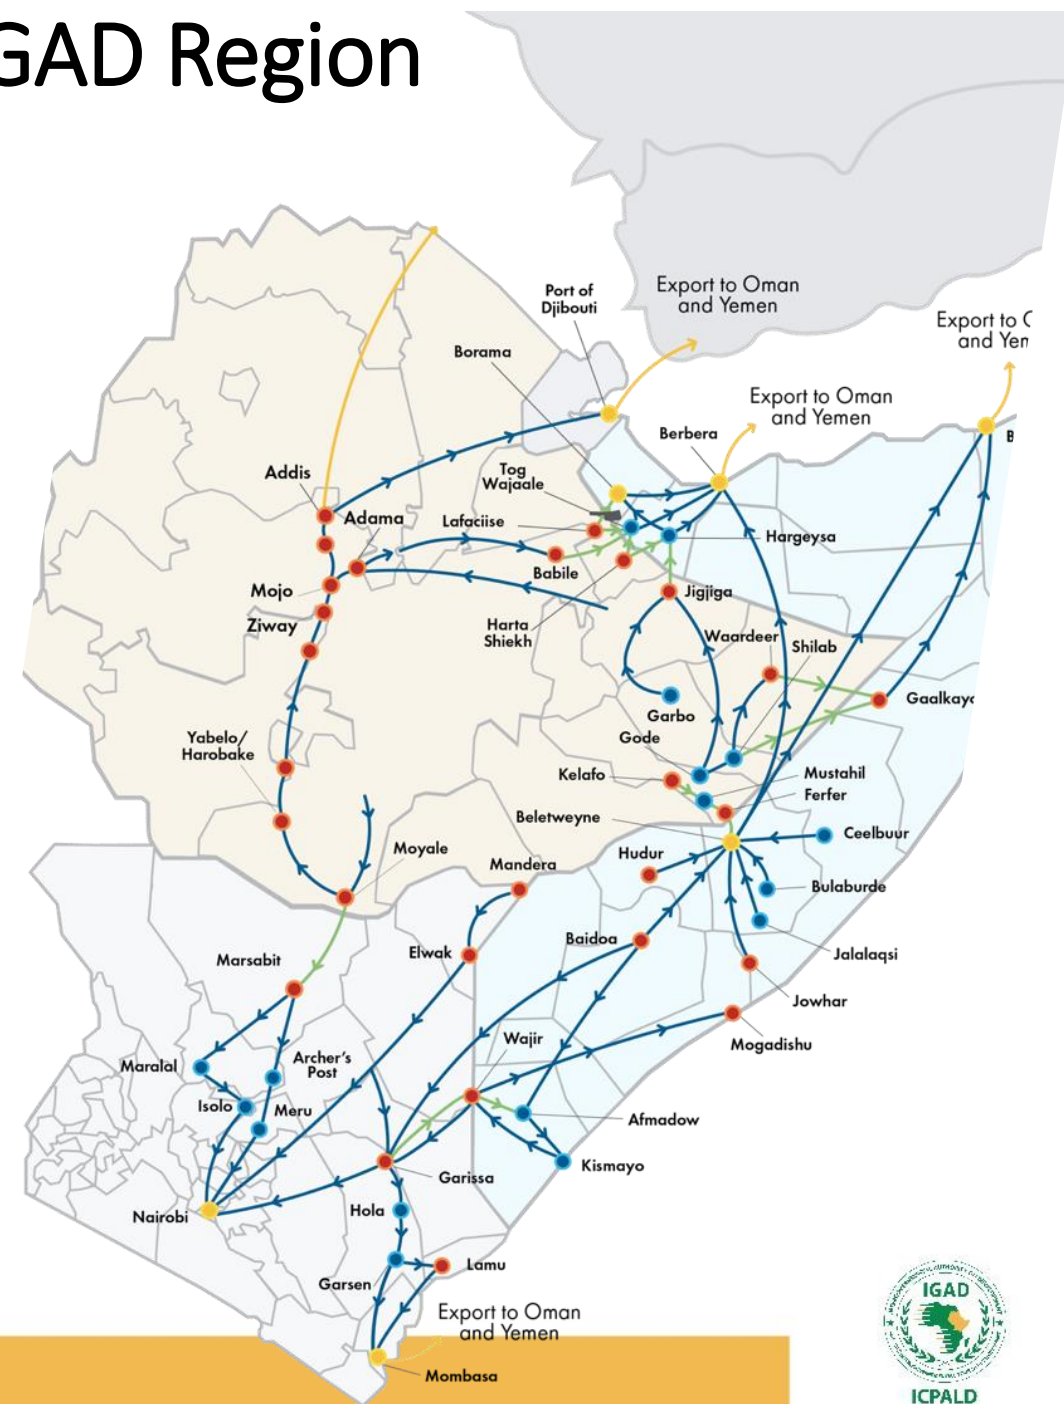 GAD Region
Port of
Djibouti
Export to Oman
and Yemen
Export to
and Yen
Borama
Export to Oman
and Yemen
Berbera
B
Addis
Tog
Wajaale
Adama
Lafaciise
Hargeysa
Babile
Mojo
Jigjiga
Ziway
Harta
Shiekh
Waardeer
Shilab
Garbo
Gaalkayc
Yabelo/
Harobake
Gode
Kelafo
Mustahil
Ferfer
Beletweyne
Ceelbuur
Moyale
Hudur
Mandera
Bulaburde
Baidoa
Elwak
Marsabit
Jalalaqsi
Jowhar
Wajir
Mogadishu
Maralal
Archer's
Post
Isolo
Meru
Afmadow
Kismayo
Garissa
Nairobi
Hola
Lamu
Garsen
Export to Oman
and Yemen
Mombasa
IGAD
ICPALD